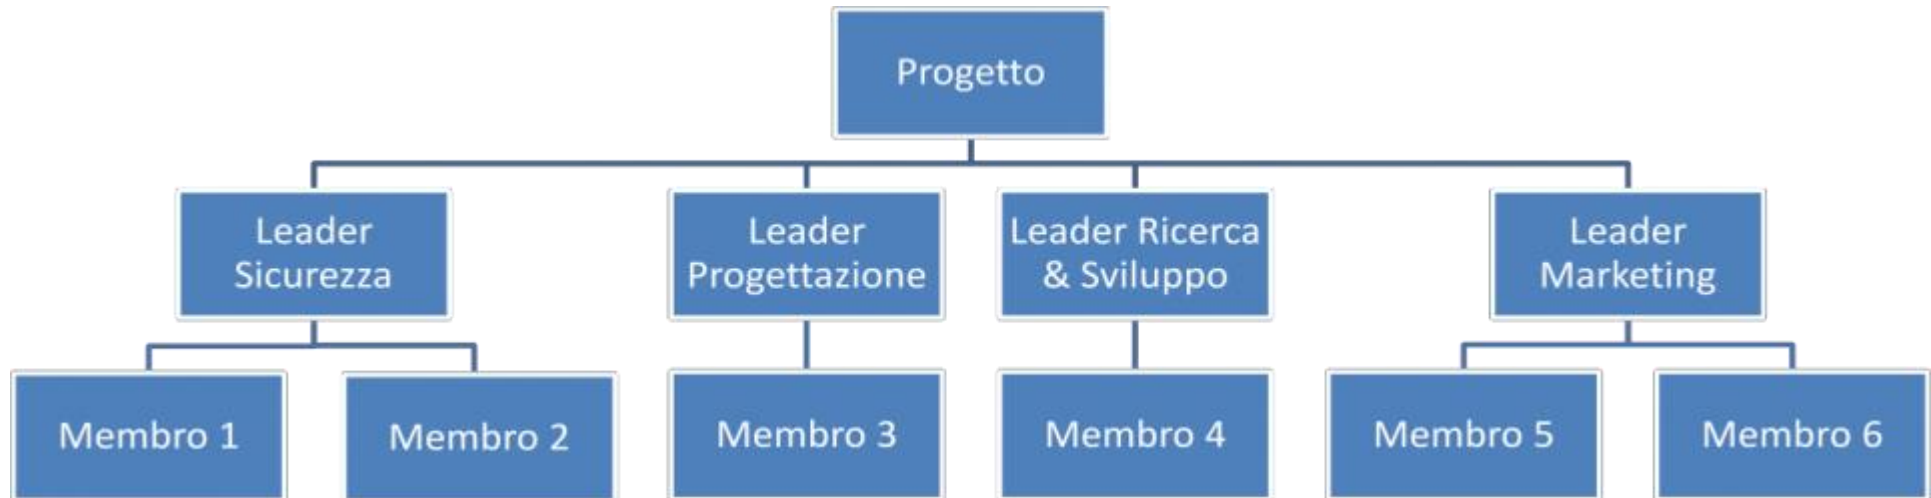 Progetto
Leader
Sicurezza
Leader
Progettazione
Leader Ricerca
& Sviluppo
Leader
Marketing
Membro 1
Membro 2
Membro 3
Membro 4
Membro 5
Membro 6